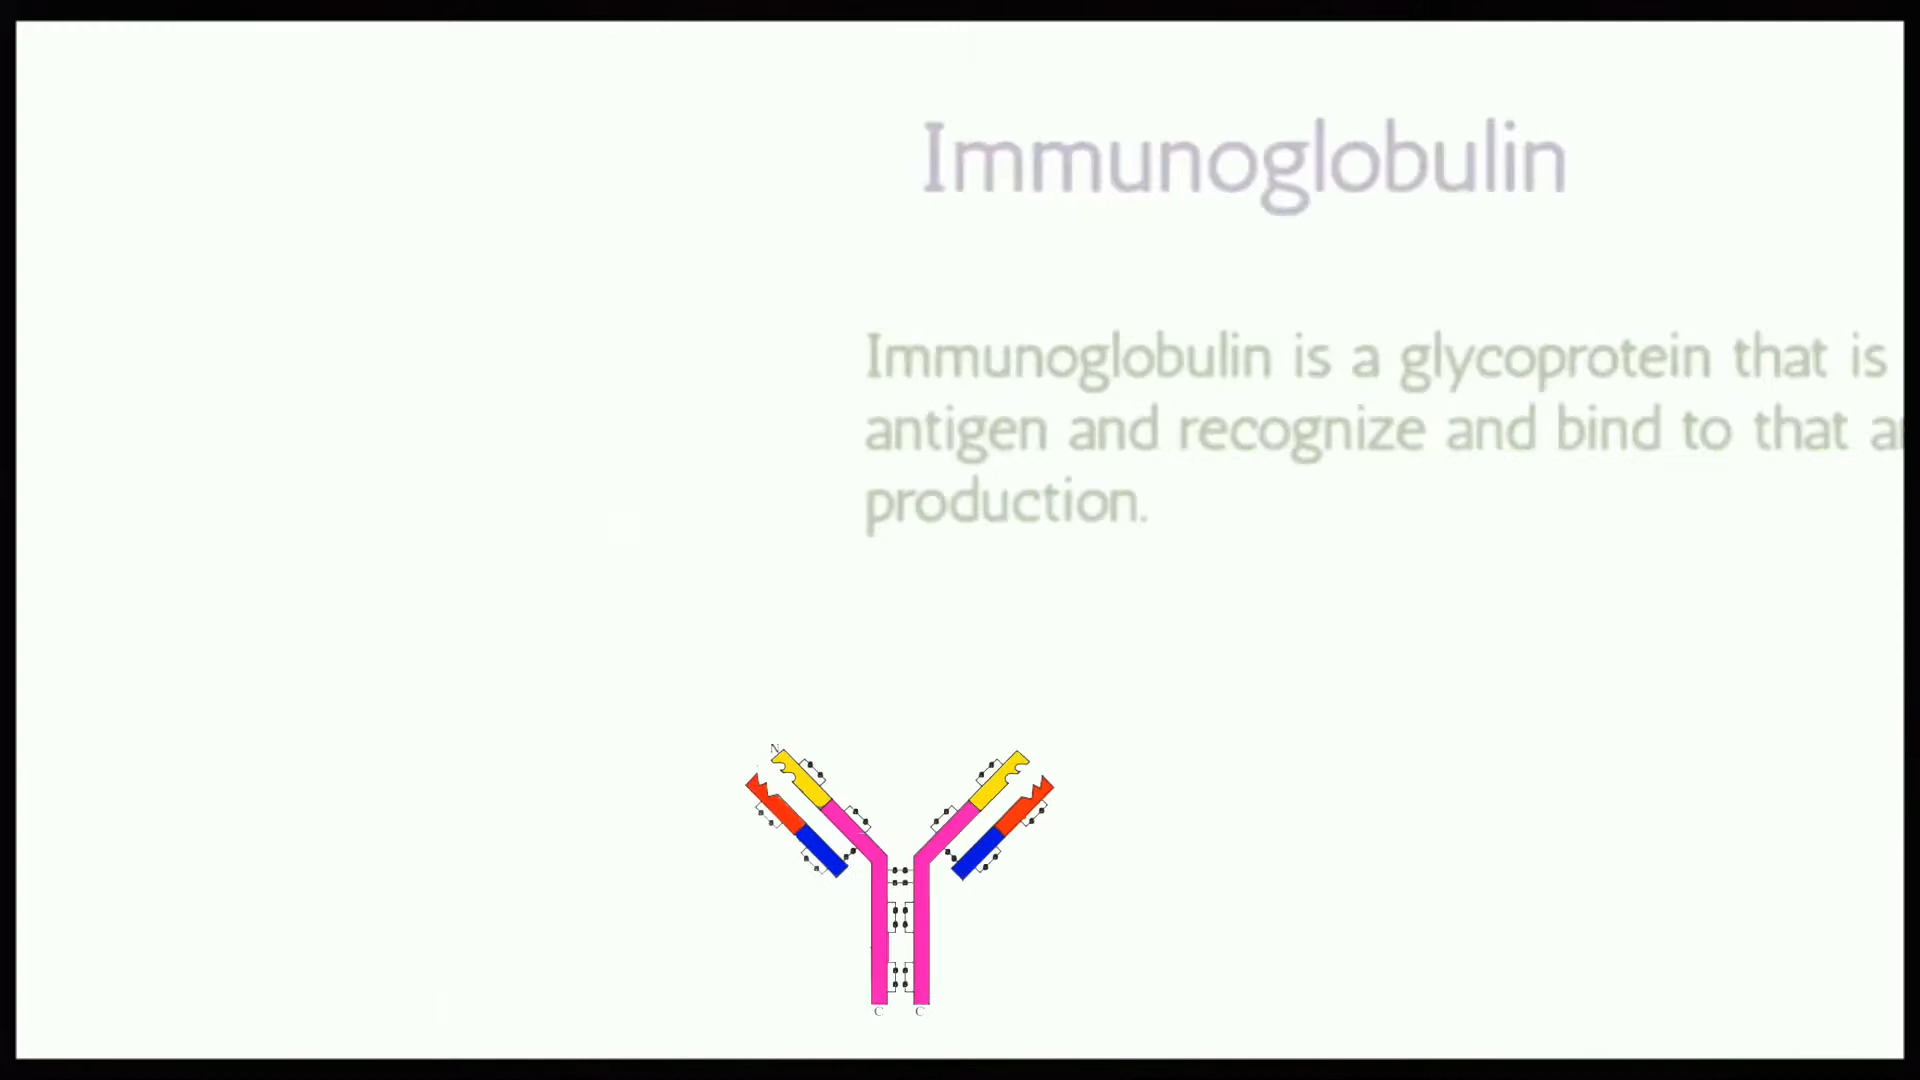 Immunoglobulin
Immunoglobulin is a glycoprotein that is
antigen and recognize and bind to that
production.
N
C C